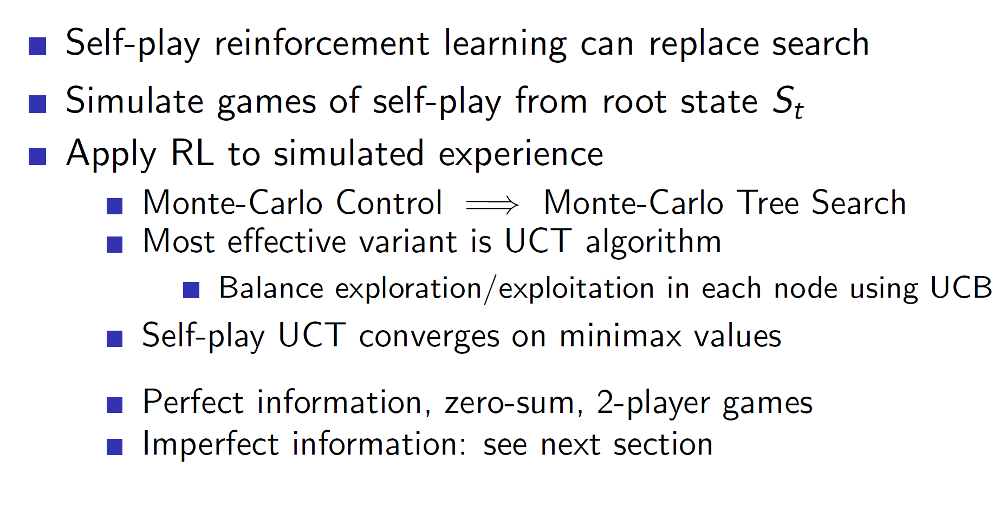 Self-play reinforcement learning can replace search
Simulate games of self-play from root state Sₜ
Apply RL to simulated experience
Monte-Carlo Control ⟹ Monte-Carlo Tree Search
Most effective variant is UCT algorithm
Balance exploration/exploitation in each node using UCB
Self-play UCT converges on minimax values
Perfect information, zero-sum, 2-player games
Imperfect information: see next section